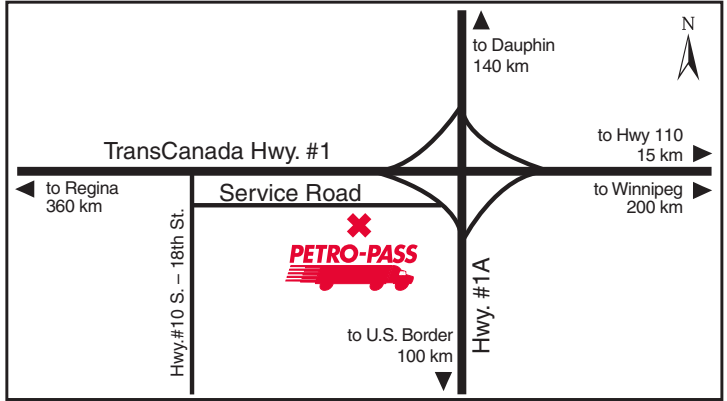 N
to Dauphin
140 km
to Hwy 110
15 km
TransCanada Hwy. #1
to Regina
360 km
Service Road
to Winnipeg
200 km
PETRO-PASS
Hwy.#10 S. – 18th St.
Hwy. #1A
to U.S. Border
100 km